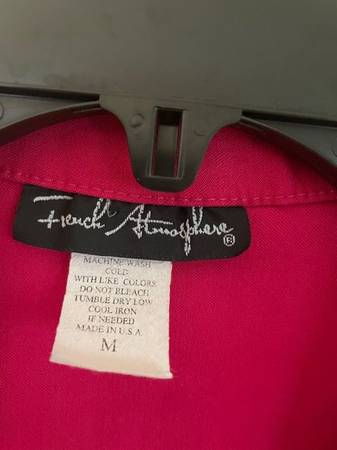 French Atmosphere ®
MACHINE WASH
COLD
WITH LIKE COLORS
DO NOT BLEACH
TUMBLE DRY LOW
COOL IRON
IF NEEDED
MADE IN U.S.A
M